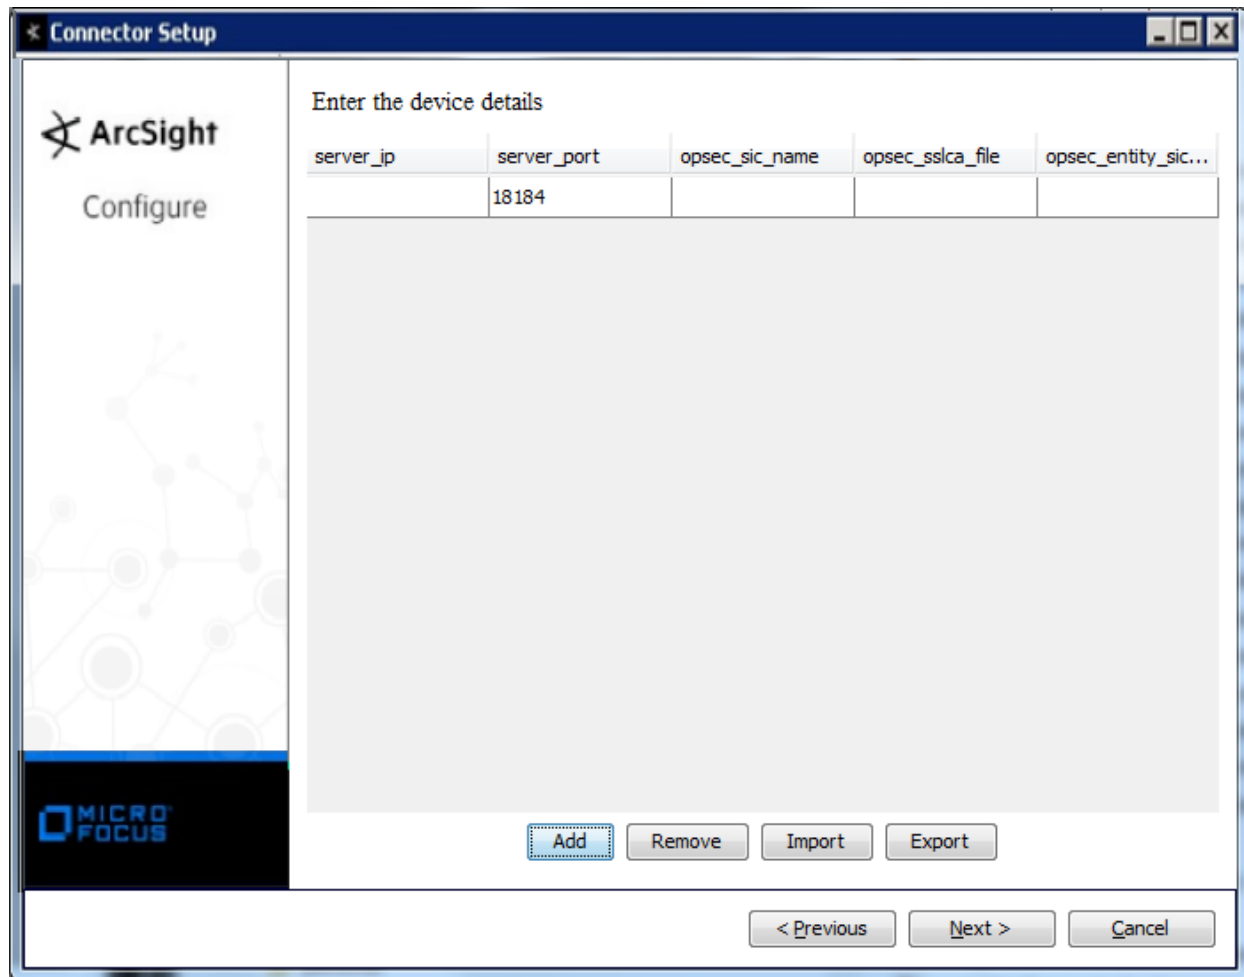 Connector Setup
ArcSight
Configure
Enter the device details
server_ip server_port opsec_sic_name opsec_sslca_file opsec_entity_sic...
18184
MICRO
FOCUS
Add Remove Import Export
< Previous Next > Cancel